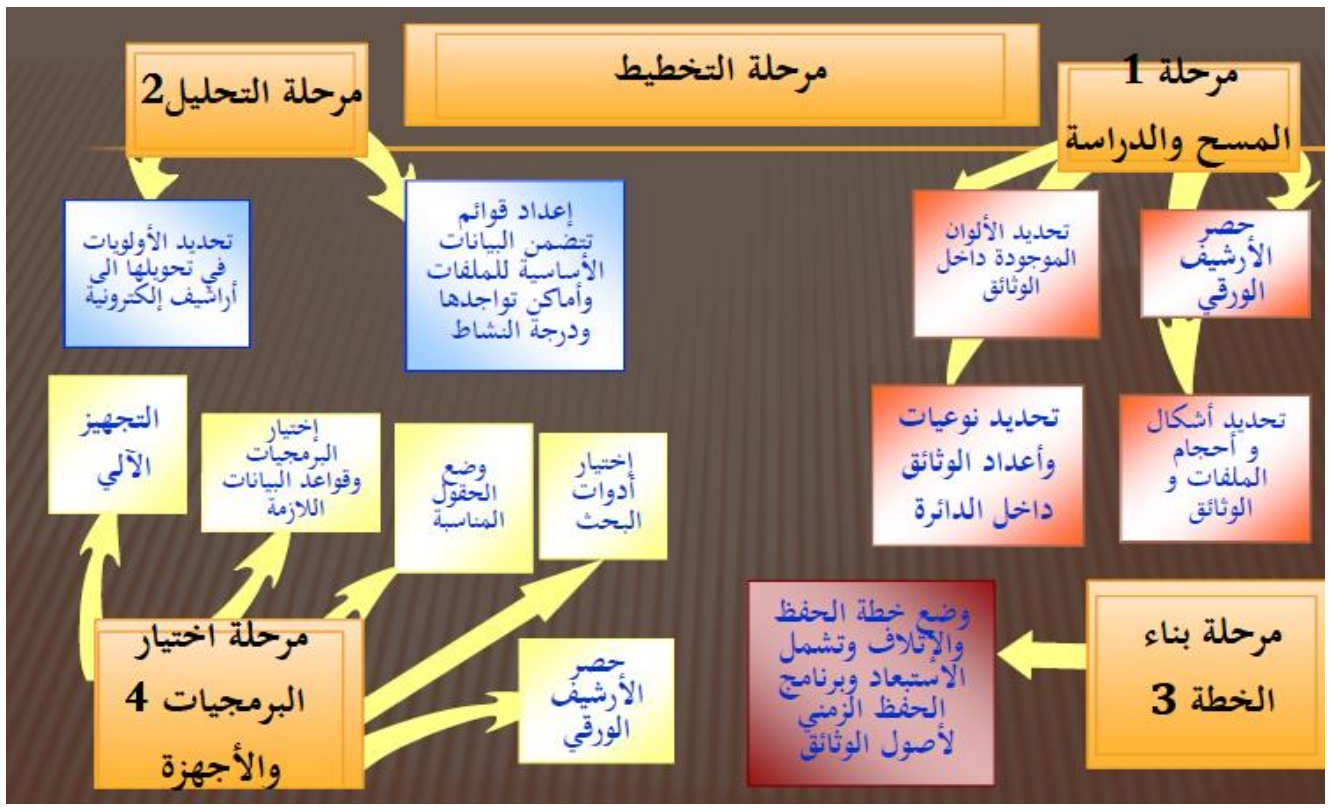 مرحلة التخطيط
مرحلة 1
المسح والدراسة
حصر
الأرشيف
الورقي
تحديد الألوان
الموجودة داخل
الوثائق
تحديد أشكال
و أحجام
الملفات و
الوثائق
تحديد نوعيات
وأعداد الوثائق
داخل الدائرة
مرحلة التحليل2
إعداد قوائم
تتضمن البيانات
الأساسية للملفات
وأماكن تواجدها
ودرجة النشاط
تحديد الأولويات
في تحويلها الى
أراشيف إلكترونية
مرحلة بناء
الخطة 3
وضع خطة الحفظ
والإتلاف وتشمل
الاستبعاد وبرنامج
الحفظ الزمني
لأصول الوثائق
مرحلة اختيار
البرمجيات 4
والأجهزة
إختيار
أدوات
البحث
وضع
الحقول
المناسبة
إختيار
البرمجيات
وقواعد البيانات
اللازمة
التجهيز
الآلي
حصر
الأرشيف
الورقي